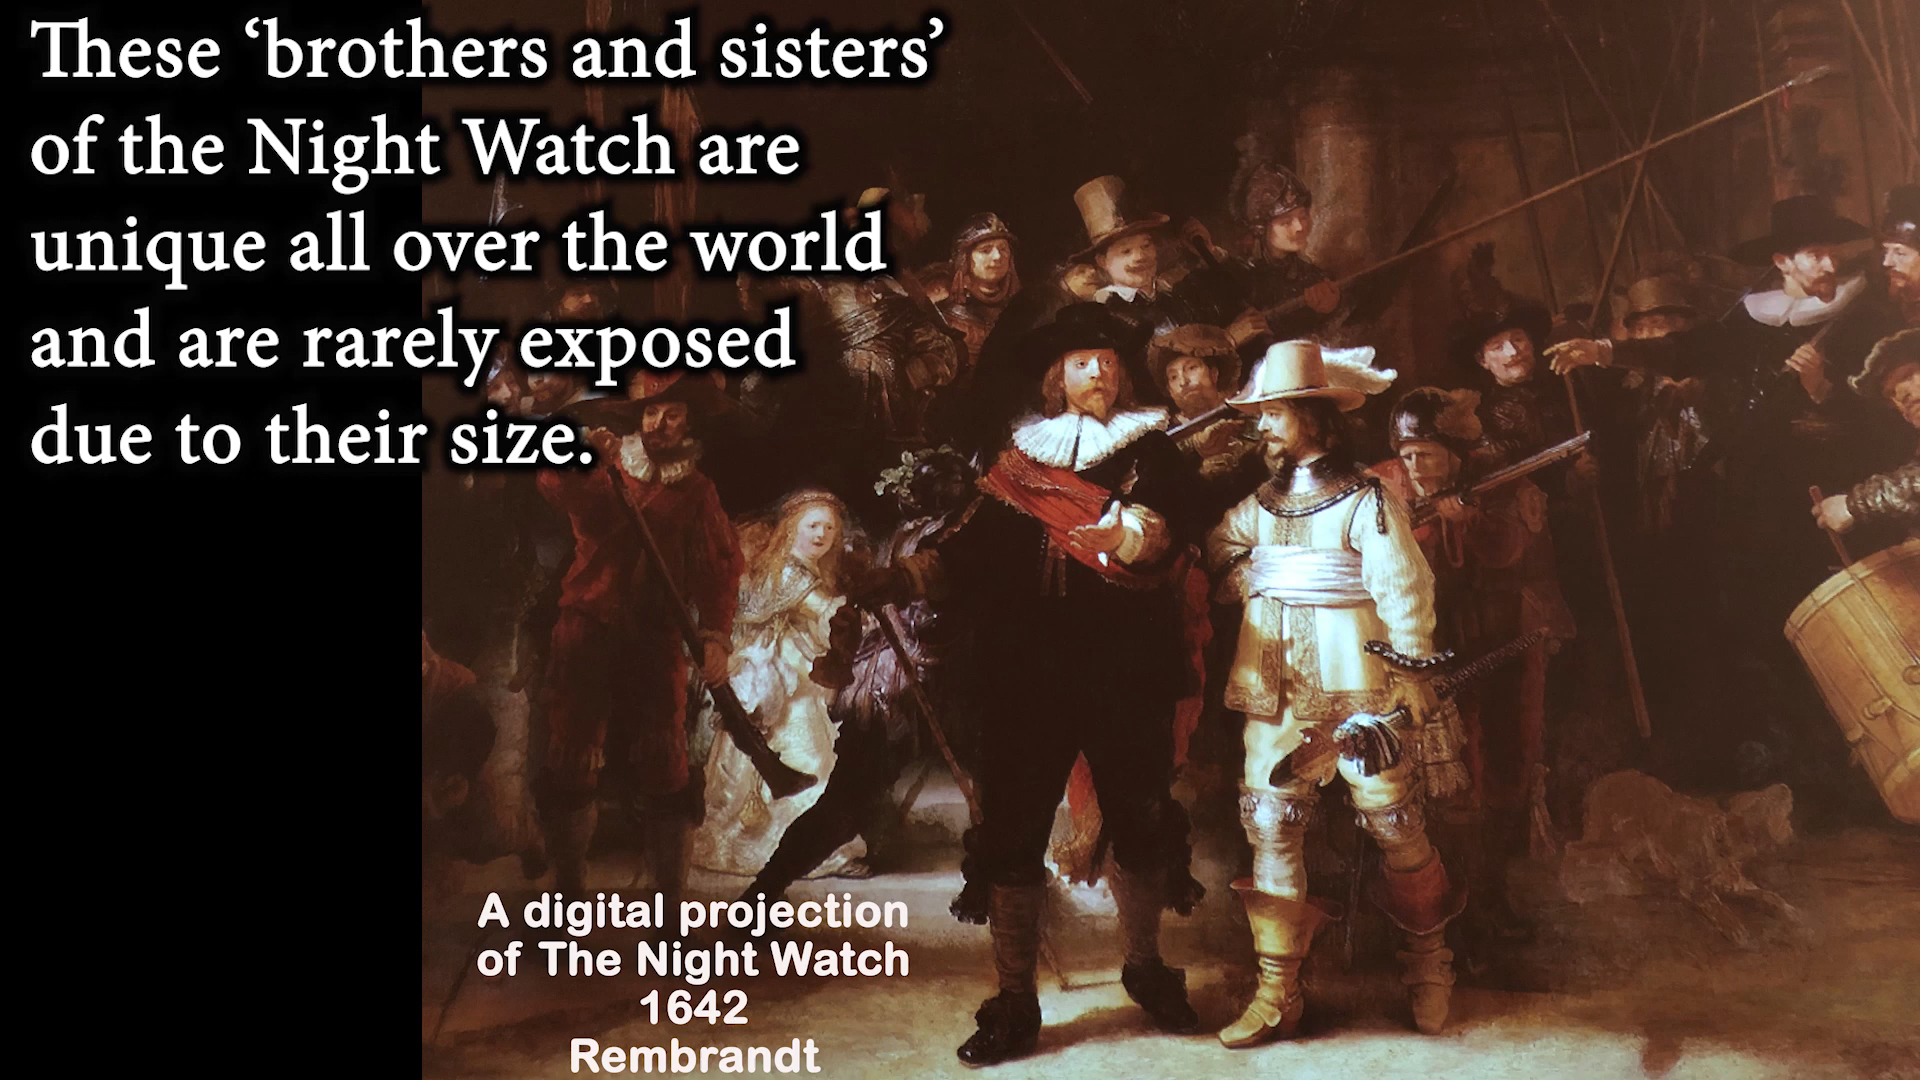 These ‘brothers and sisters’
of the Night Watch are
unique all over the world
and are rarely exposed
due to their size.
A digital projection
of The Night Watch
1642
Rembrandt